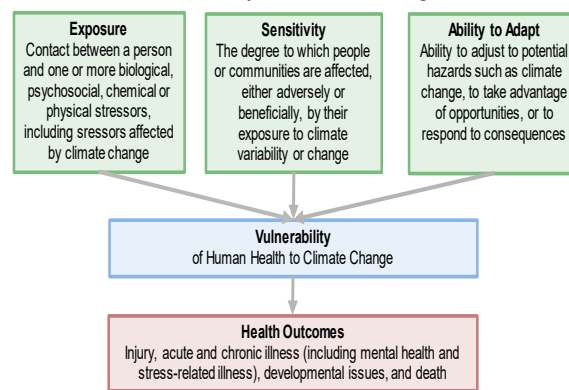 Exposure
Contact between a person
and one or more biological,
psychosocial, chemical or
physical stressors,
including sressors affected
by climate change
Sensitivity
The degree to which people
or communities are affected,
either adversely or
beneficially, by their
exposure to climate
variability or change
Ability to Adapt
Ability to adjust to potential
hazards such as climate
change, to take advantage
of opportunities, or to
respond to consequences
Vulnerability
of Human Health to Climate Change
Health Outcomes
Injury, acute and chronic illness (including mental health and
stress-related illness), developmental issues, and death